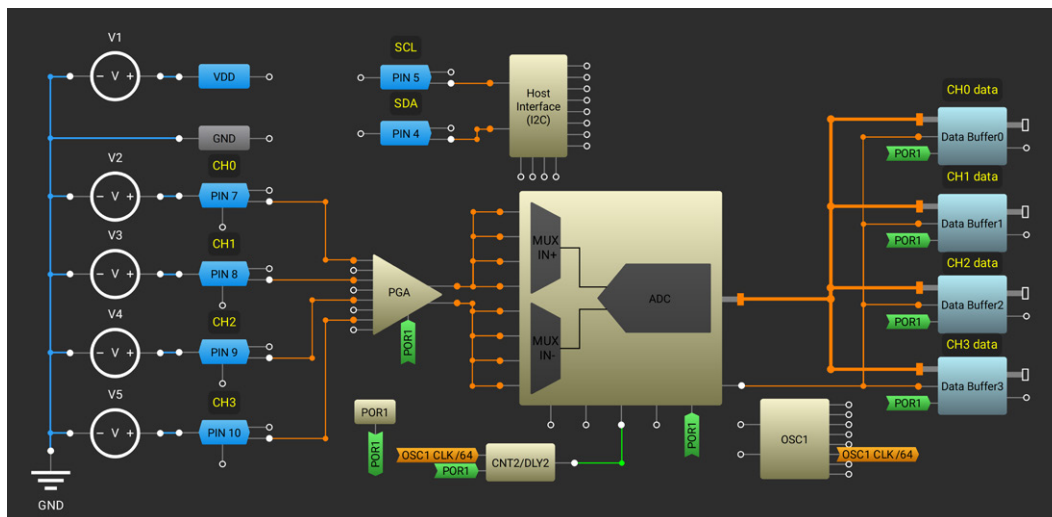 V1
V
VDD
GND
V2
V
CH0
PIN 7
V3
V
CH1
PIN 8
V4
V
CH2
PIN 9
V5
V
CH3
PIN 10
GND
SCL
PIN 5
SDA
PIN 4
Host
Interface
(I2C)
PGA
POR1
MUX
IN+
MUX
IN-
ADC
POR1
POR1
POR1
OSC1 CLK /64
POR1
CNT2/DLY2
OSC1
OSC1 CLK /64
CH0 data
Data Buffer0
POR1
CH1 data
Data Buffer1
POR1
CH2 data
Data Buffer2
POR1
CH3 data
Data Buffer3
POR1